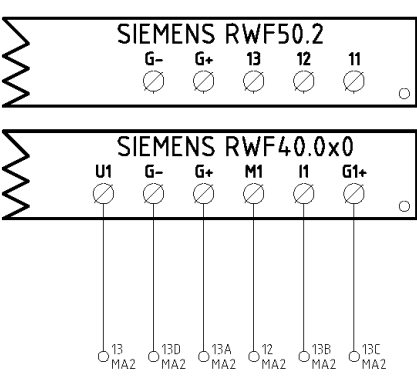 SIEMENS RWF50.2
G- G+ 13 12 11
SIEMENS RWF40.0x0
U1 G- G+ M1 I1 G1+
13 13D 13A 12 13B 13C
MA2 MA2 MA2 MA2 MA2 MA2